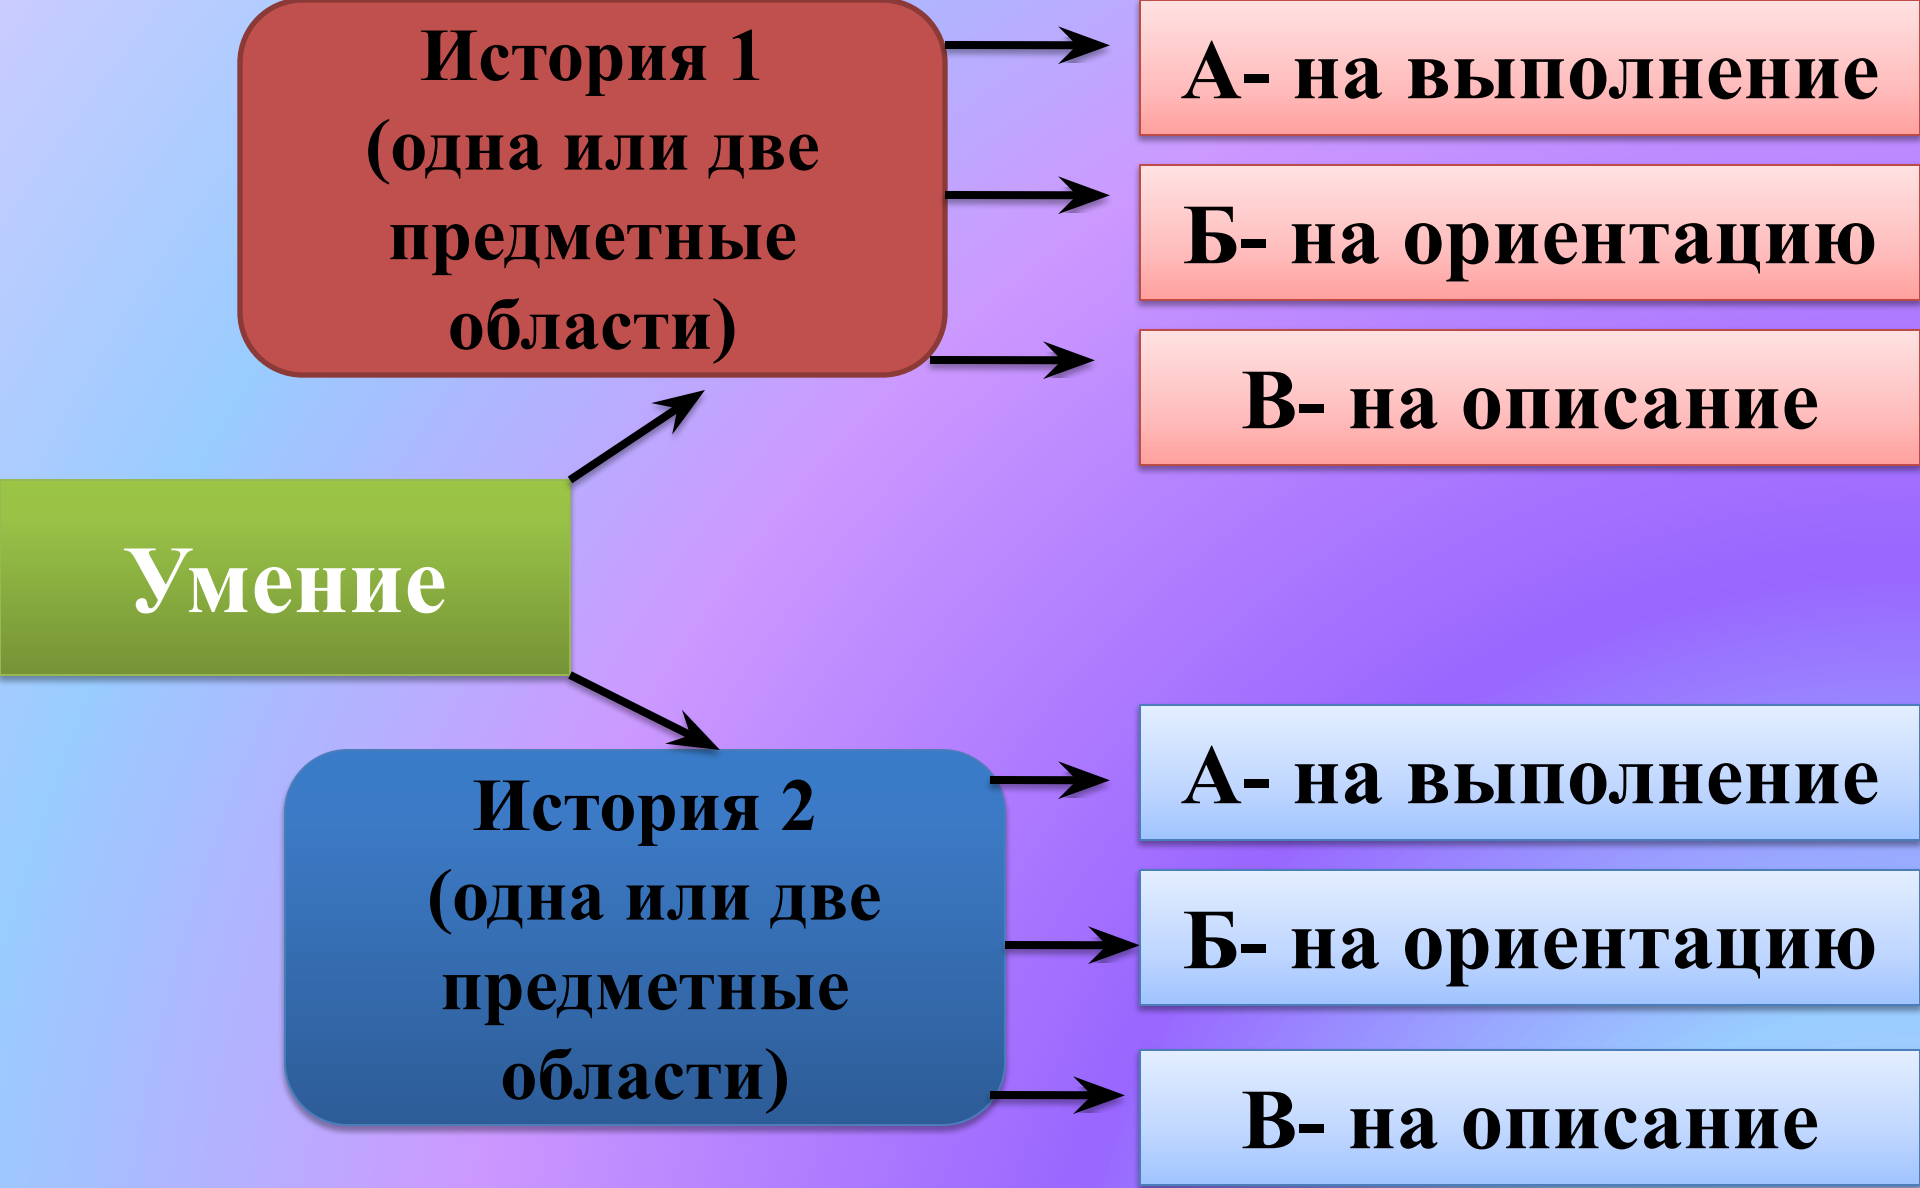 История 1
(одна или две
предметные
области)
А- на выполнение
Б- на ориентацию
В- на описание
Умение
История 2
(одна или две
предметные
области)
А- на выполнение
Б- на ориентацию
В- на описание